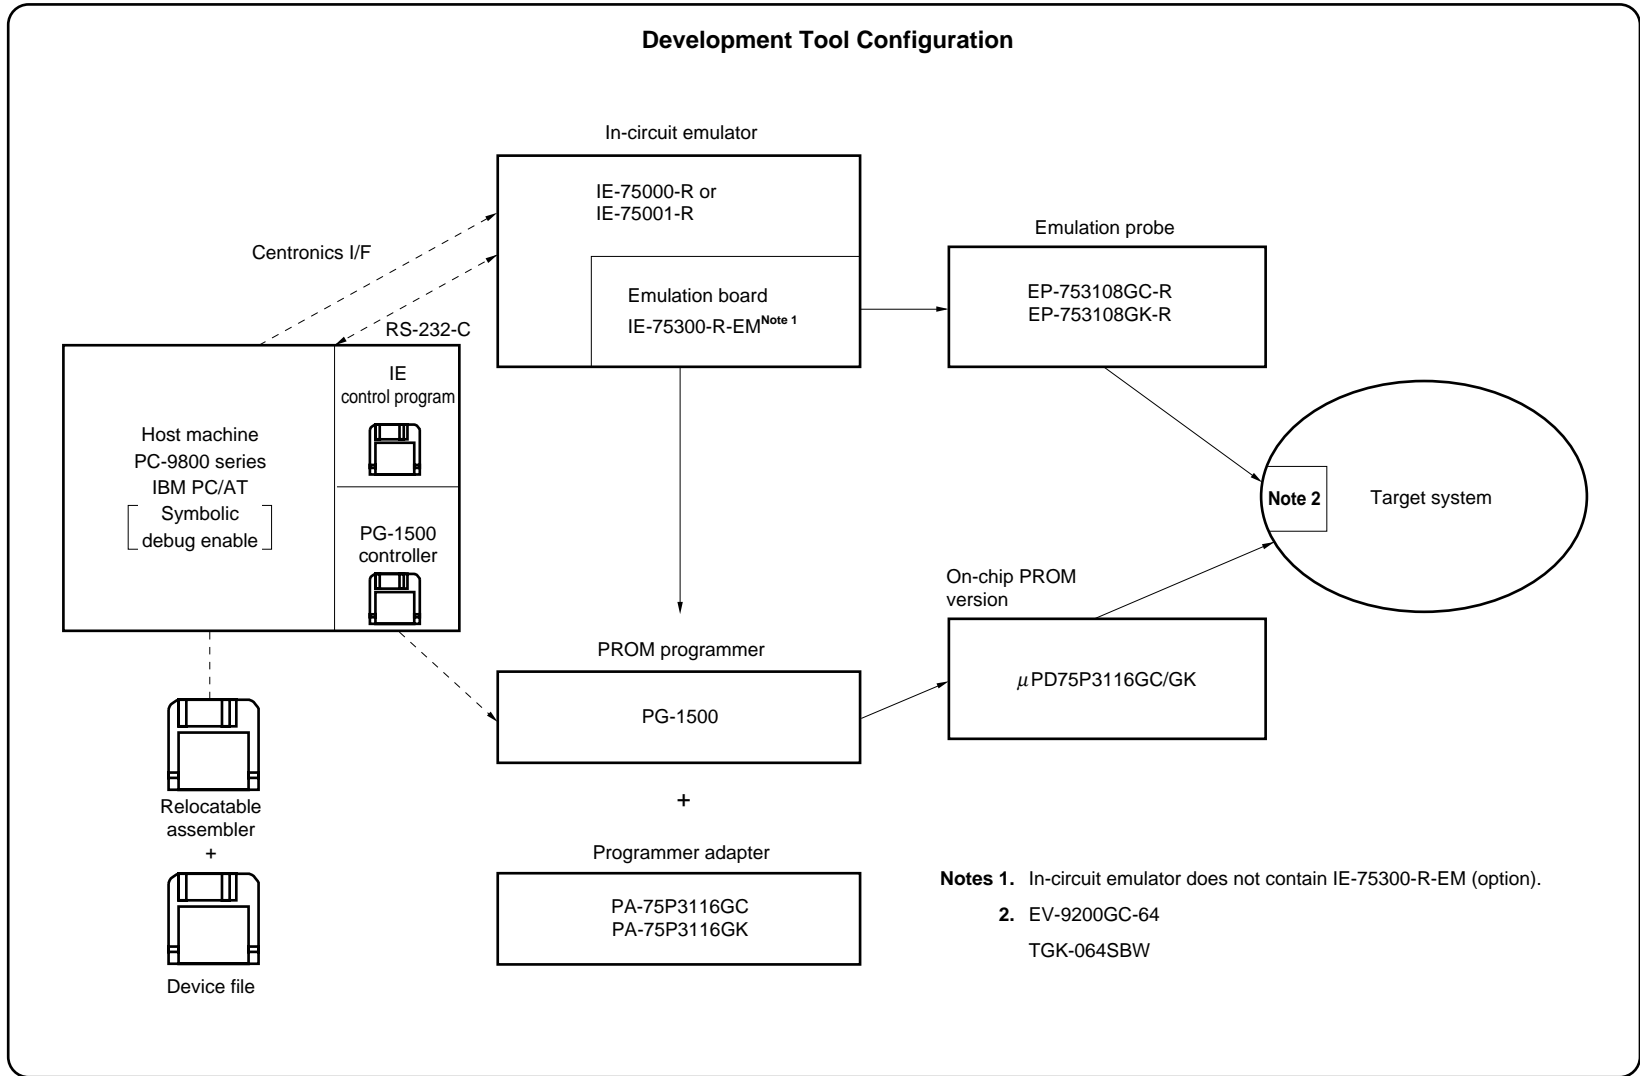 Development Tool Configuration
In-circuit emulator
IE-75000-R or
IE-75001-R
Centronics I/F
Emulation probe
Emulation board
IE-75300-R-EMNote 1
EP-753108GC-R
EP-753108GK-R
RS-232-C
IE
control program
Host machine
PC-9800 series
IBM PC/AT
Symbolic
debug enable
PG-1500
controller
Note 2
Target system
On-chip PROM
version
PROM programmer
PG-1500
μPD75P3116GC/GK
Relocatable
assembler
+
Device file
+
Programmer adapter
PA-75P3116GC
PA-75P3116GK
Notes 1. In-circuit emulator does not contain IE-75300-R-EM (option).
2. EV-9200GC-64
TGK-064SBW